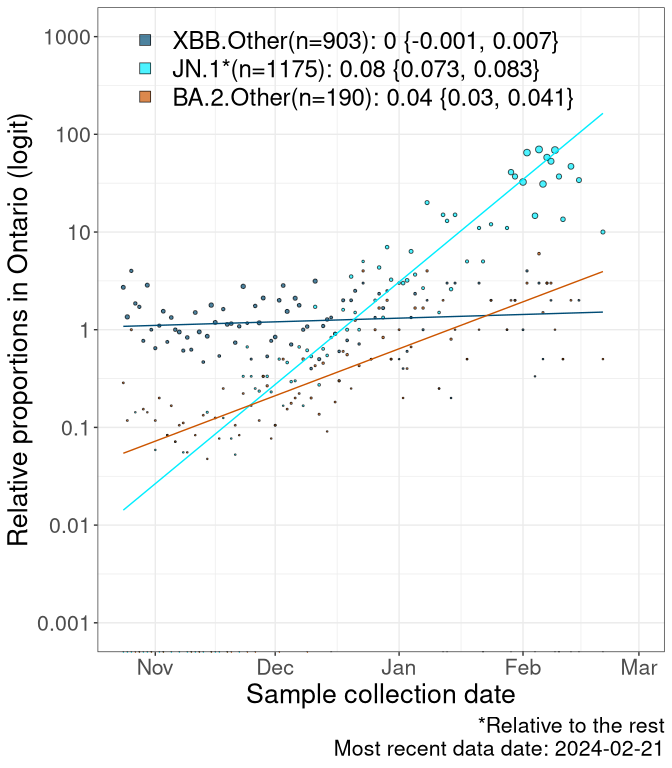 XBB.Other(n=903): 0 {-0.001, 0.007}
JN.1*(n=1175): 0.08 {0.073, 0.083}
BA.2.Other(n=190): 0.04 {0.03, 0.041}
Relative proportions in Ontario (logit)
1000
100
10
1
0.1
0.01
0.001
Nov Dec Jan Feb Mar
Sample collection date
*Relative to the rest
Most recent data date: 2024-02-21